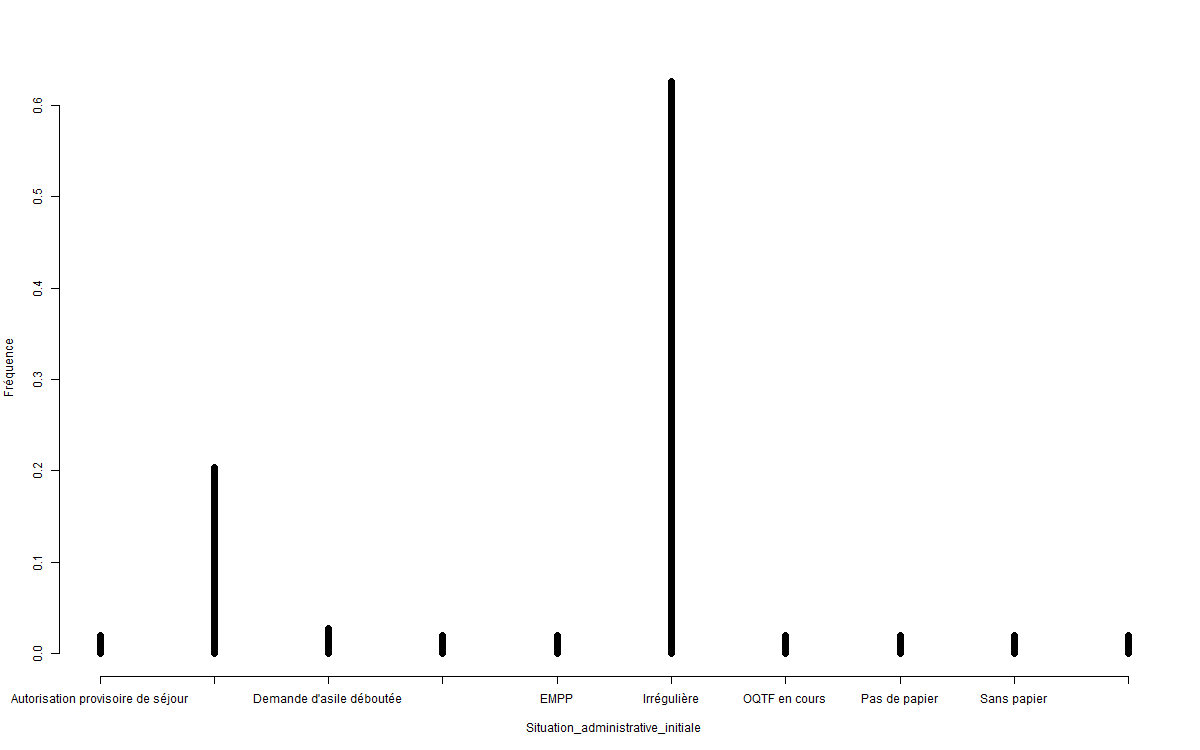 0.6
0.5
0.4
0.3
0.2
0.1
0.0
Fréquence
Autorisation provisoire de séjour
Demande d'asile déboutée
EMPP
Irrégulière
OQTF en cours
Pas de papier
Sans papier
Situation_administrative_initiale